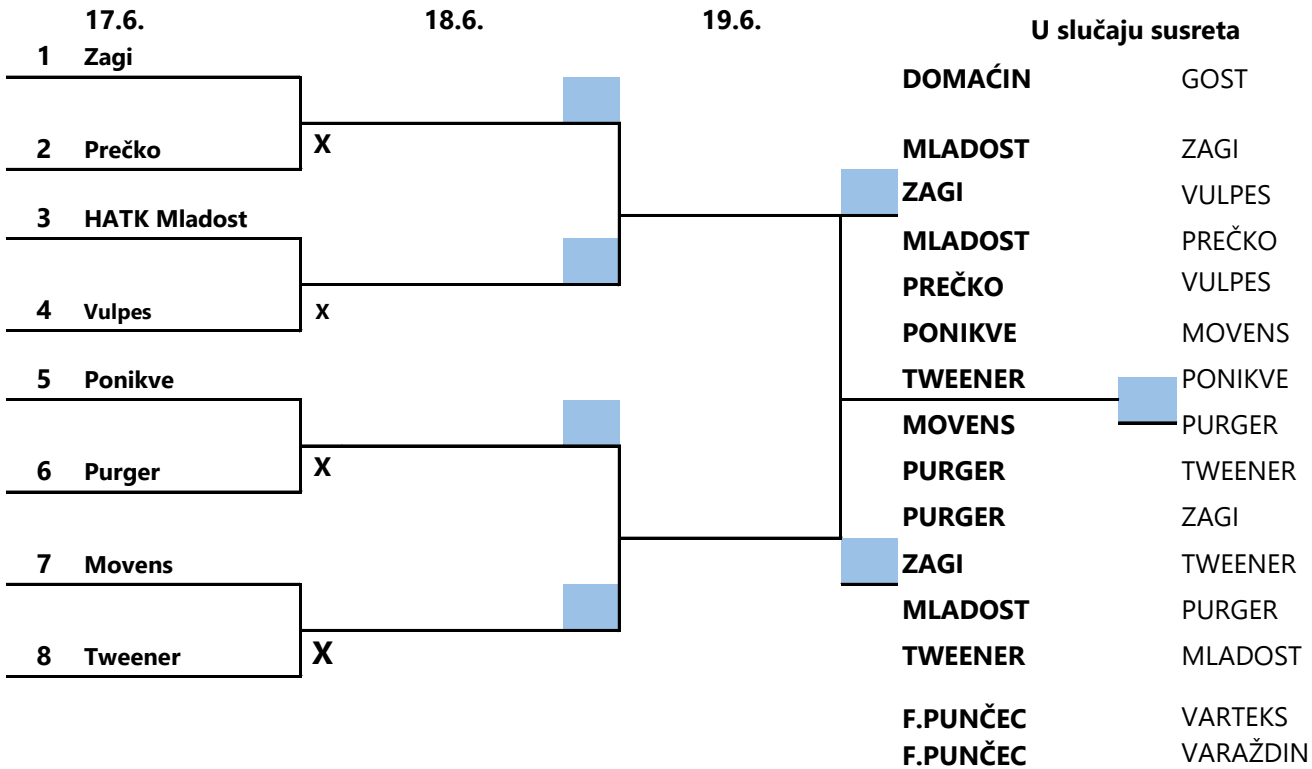 17.6. 18.6. 19.6. U slučaju susreta
1 Zagi
DOMAĆIN GOST
2 Prečko X MLADOST ZAGI
ZAGI VULPES
3 HATK Mladost
MLADOST PREČKO
PREČKO VULPES
4 Vulpes X
PONIKVE MOVENS
5 Ponikve TWEENER PONIKVE
MOVENS PURGER
6 Purger X PURGER TWEENER
PURGER ZAGI
7 Movens ZAGI TWEENER
MLADOST PURGER
8 Tweener X TWEENER MLADOST
F.PUNČEC VARTEKS
F.PUNČEC VARAŽDIN